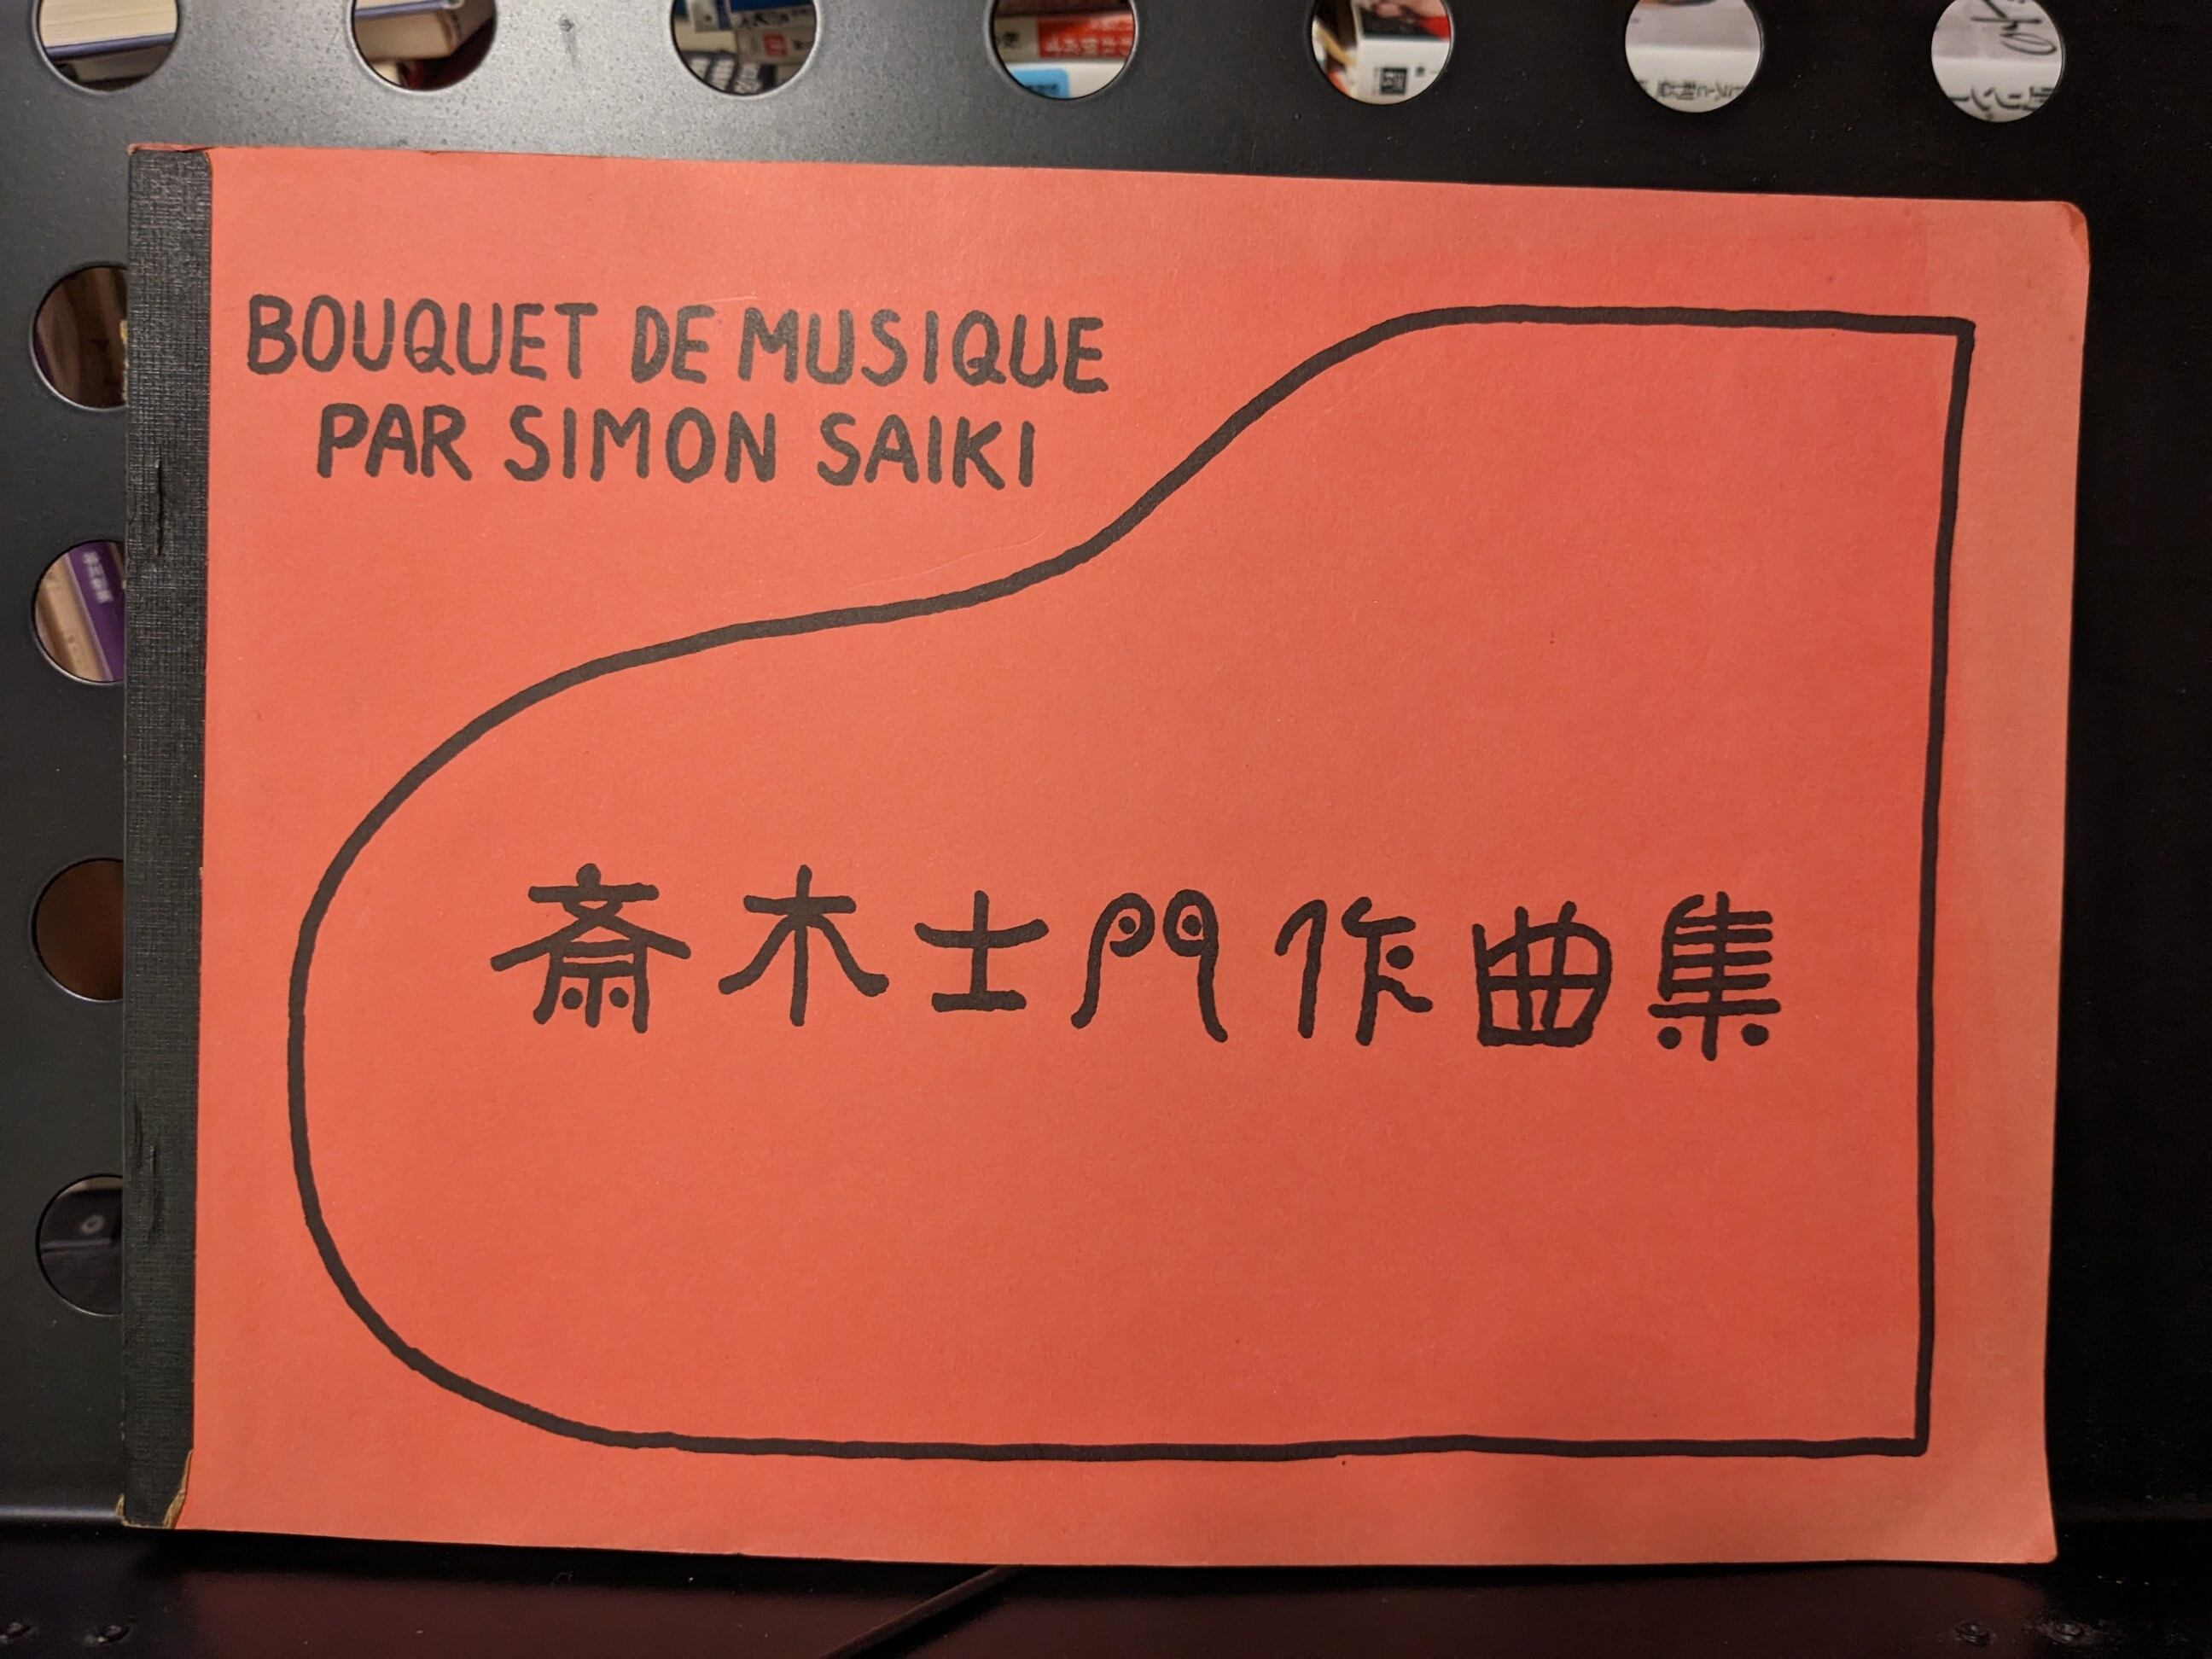 BOUQUET DE MUSIQUE
PAR SIMON SAIKI
斎木士門作曲集